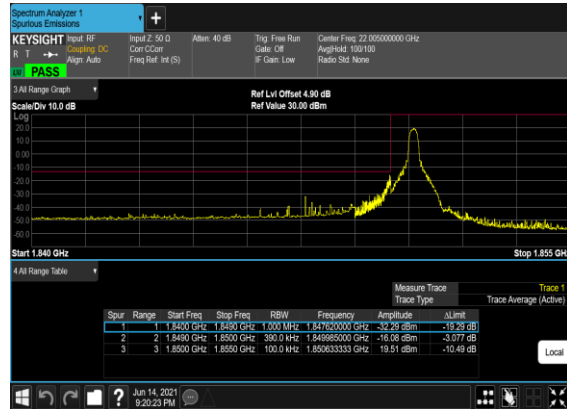 Spectrum Analyzer 1
Spurious Emissions
KEYSIGHT Input: RF Input Z: 50 Ω Atten: 40 dB Trig: Free Run Center Freq: 22.005000000 GHz
R T Coupling: DC Corr CCorr Gate: Off Avg|Hold: 100/100
Align: Auto Freq Ref: Int (S) IF Gain: Low Radio Std: None
LW PASS
3 All Range Graph
Ref Lvl Offset 4.90 dB
Scale/Div 10.0 dB Ref Value 30.00 dBm
Log
20.0
10.0
0.00
-10.0
-20.0
-30.0
-40.0
-50.0
-60.0
Start 1.840 GHz Stop 1.855 GHz
4 All Range Table
Measure Trace Trace 1
Trace Type Trace Average (Active)
Spur Range Start Freq Stop Freq RBW Frequency Amplitude ΔLimit
1 1 1.8400 GHz 1.8490 GHz 1.000 MHz 1.847620000 GHz -32.29 dBm -19.29 dB
2 2 1.8490 GHz 1.8500 GHz 390.0 kHz 1.849985000 GHz -16.08 dBm -3.077 dB
3 3 1.8500 GHz 1.8550 GHz 100.0 kHz 1.850633333 GHz 19.51 dBm -10.49 dB
Local
Jun 14, 2021
9:20:23 PM